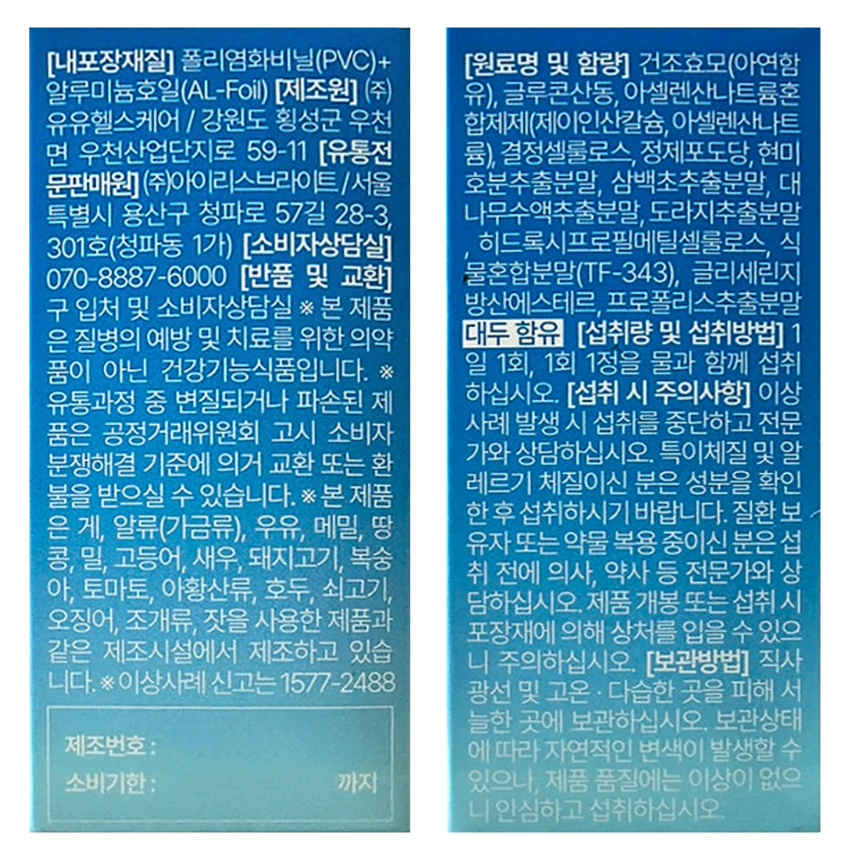 [내포장재질] 폴리염화비닐(PVC)+
알루미늄호일(AL-Foil) [제조원] (주)
유유헬스케어 / 강원도 횡성군 우천
면 우천산업단지로 59-11 [유통전
문판매원] (주)아이리스브라이트/서울
특별시 용산구 청파로 57길 28-3,
301호(청파동 1가) [소비자상담실]
070-8887-6000 [반품 및 교환]
구 입처 및 소비자상담실 ※ 본 제품
은 질병의 예방 및 치료를 위한 의약
품이 아닌 건강기능식품입니다. ※
유통과정 중 변질되거나 파손된 제
품은 공정거래위원회 고시 소비자
분쟁해결 기준에 의거 교환 또는 환
불을 받으실 수 있습니다. ※ 본 제품
은 게, 알류(가금류), 우유, 메밀, 땅
콩, 밀, 고등어, 새우, 돼지고기, 복숭
아, 토마토, 아황산류, 호두, 쇠고기,
오징어, 조개류, 잣을 사용한 제품과
같은 제조시설에서 제조하고 있습
니다. ※ 이상사례 신고는 1577-2488
제조번호 :
소비기한 : 까지
[원료명 및 함량] 건조효모(아연함
유), 글루콘산동, 아셀렌산나트륨혼
합제제(제이인산칼슘, 아셀렌산나트
륨), 결정셀룰로스, 정제포도당, 현미
호분추출분말, 삼백초추출분말, 대
나무수액추출분말, 도라지추출분말
, 히드록시프로필메틸셀룰로스, 식
물혼합분말(TF-343), 글리세린지
방산에스테르, 프로폴리스추출분말
대두 함유 [섭취량 및 섭취방법] 1
일 1회, 1회 1정을 물과 함께 섭취
하십시오. [섭취 시 주의사항] 이상
사례 발생 시 섭취를 중단하고 전문
가와 상담하십시오. 특이체질 및 알
레르기 체질이신 분은 성분을 확인
한 후 섭취하시기 바랍니다. 질환 보
유자 또는 약물 복용 중이신 분은 섭
취 전에 의사, 약사 등 전문가와 상
담하십시오. 제품 개봉 또는 섭취 시
포장재에 의해 상처를 입을 수 있으
니 주의하십시오. [보관방법] 직사
광선 및 고온 · 다습한 곳을 피해 서
늘한 곳에 보관하십시오. 보관상태
에 따라 자연적인 변색이 발생할 수
있으나, 제품 품질에는 이상이 없으
니 안심하고 섭취하십시오.